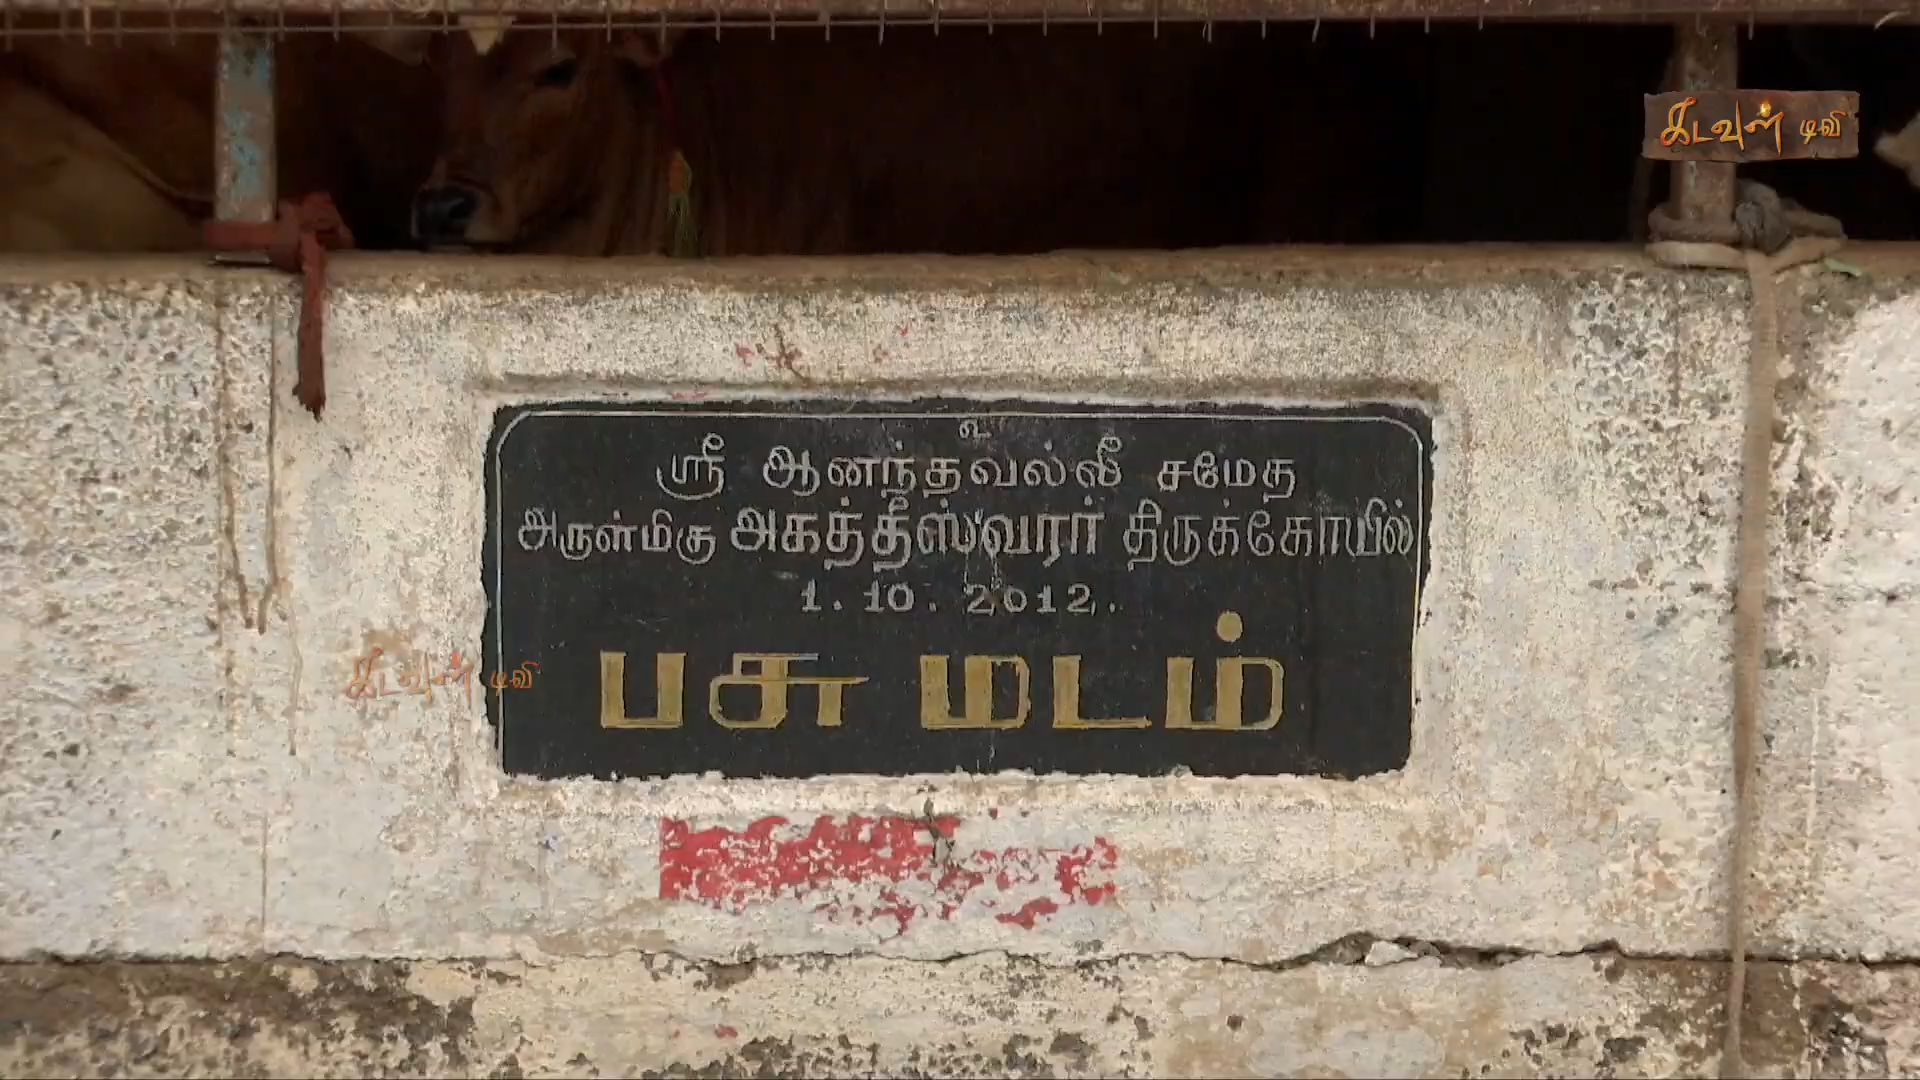 கடவுள் டிவி
உ
ஸ்ரீ ஆனந்தவல்லீ சமேத
அருள்மிகு அகத்தீஸ்வரர் திருக்கோயில்
1.10.2012.
பசு மடம்
கடவுள் டிவி